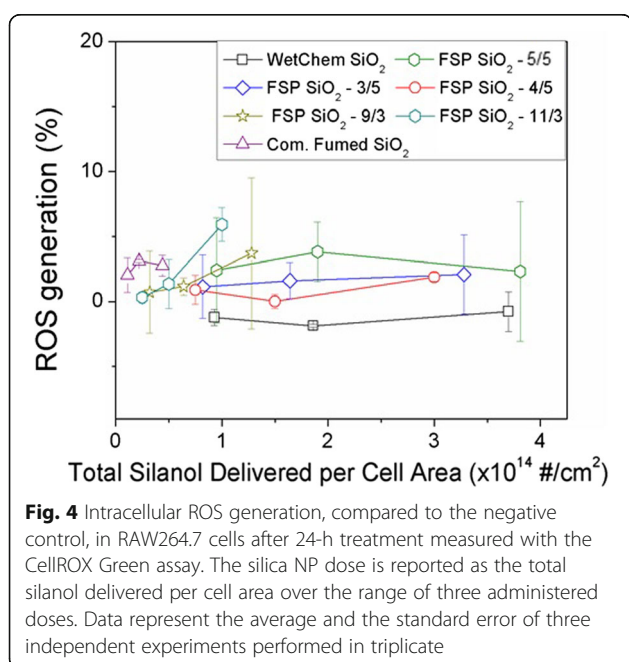 20
10
0
ROS generation (%)
WetChem SiO₂
FSP SiO₂ - 5/5
FSP SiO₂ - 3/5
FSP SiO₂ - 4/5
FSP SiO₂ - 9/3
FSP SiO₂ - 11/3
Com. Fumed SiO₂
0 1 2 3 4
Total Silanol Delivered per Cell Area (x10¹⁴ #/cm²)
Fig. 4 Intracellular ROS generation, compared to the negative
control, in RAW264.7 cells after 24-h treatment measured with the
CellROX Green assay. The silica NP dose is reported as the total
silanol delivered per cell area over the range of three administered
doses. Data represent the average and the standard error of three
independent experiments performed in triplicate